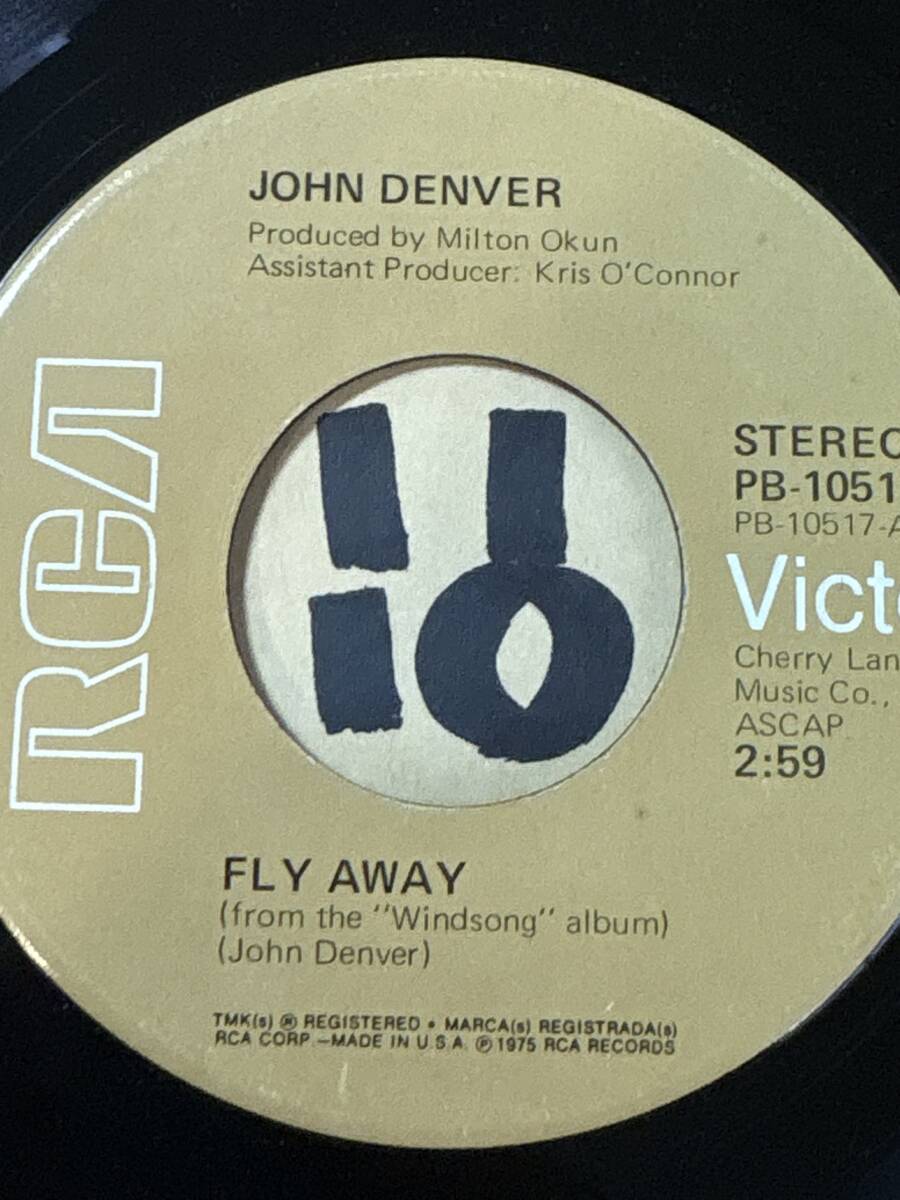 JOHN DENVER
Produced by Milton Okun
Assistant Producer: Kris O'Connor
RCA
STEREO
PB-1051
PB-10517-A
Victo
Cherry Lan
Music Co.,
ASCAP
2:59
FLY AWAY
(from the "Windsong" album)
(John Denver)
TMK(s) ® REGISTERED • MARCA(s) REGISTRADA(s)
RCA CORP.—MADE IN U.S.A. ℗ 1975 RCA RECORDS